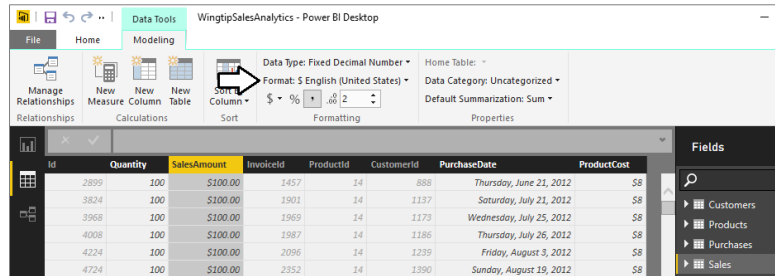 Data Tools WingtipSalesAnalytics - Power BI Desktop
File Home Modeling
Manage Relationships
New Measure
New Column
New Table
Sort By Column
Data Type: Fixed Decimal Number
Format: $ English (United States)
$ % , .00 2
Home Table:
Data Category: Uncategorized
Default Summarization: Sum
Relationships Calculations Sort Formatting Properties
Fields
Id Quantity SalesAmount InvoiceId ProductId CustomerId PurchaseDate ProductCost
2899 100 $100.00 1457 14 888 Thursday, June 21, 2012 $8
3824 100 $100.00 1901 14 1137 Saturday, July 21, 2012 $8
3968 100 $100.00 1969 14 1173 Wednesday, July 25, 2012 $8
4008 100 $100.00 1987 14 1186 Thursday, July 26, 2012 $8
4224 100 $100.00 2096 14 1239 Friday, August 3, 2012 $8
4724 100 $100.00 2352 14 1390 Sunday, August 19, 2012 $8
Customers
Products
Purchases
Sales